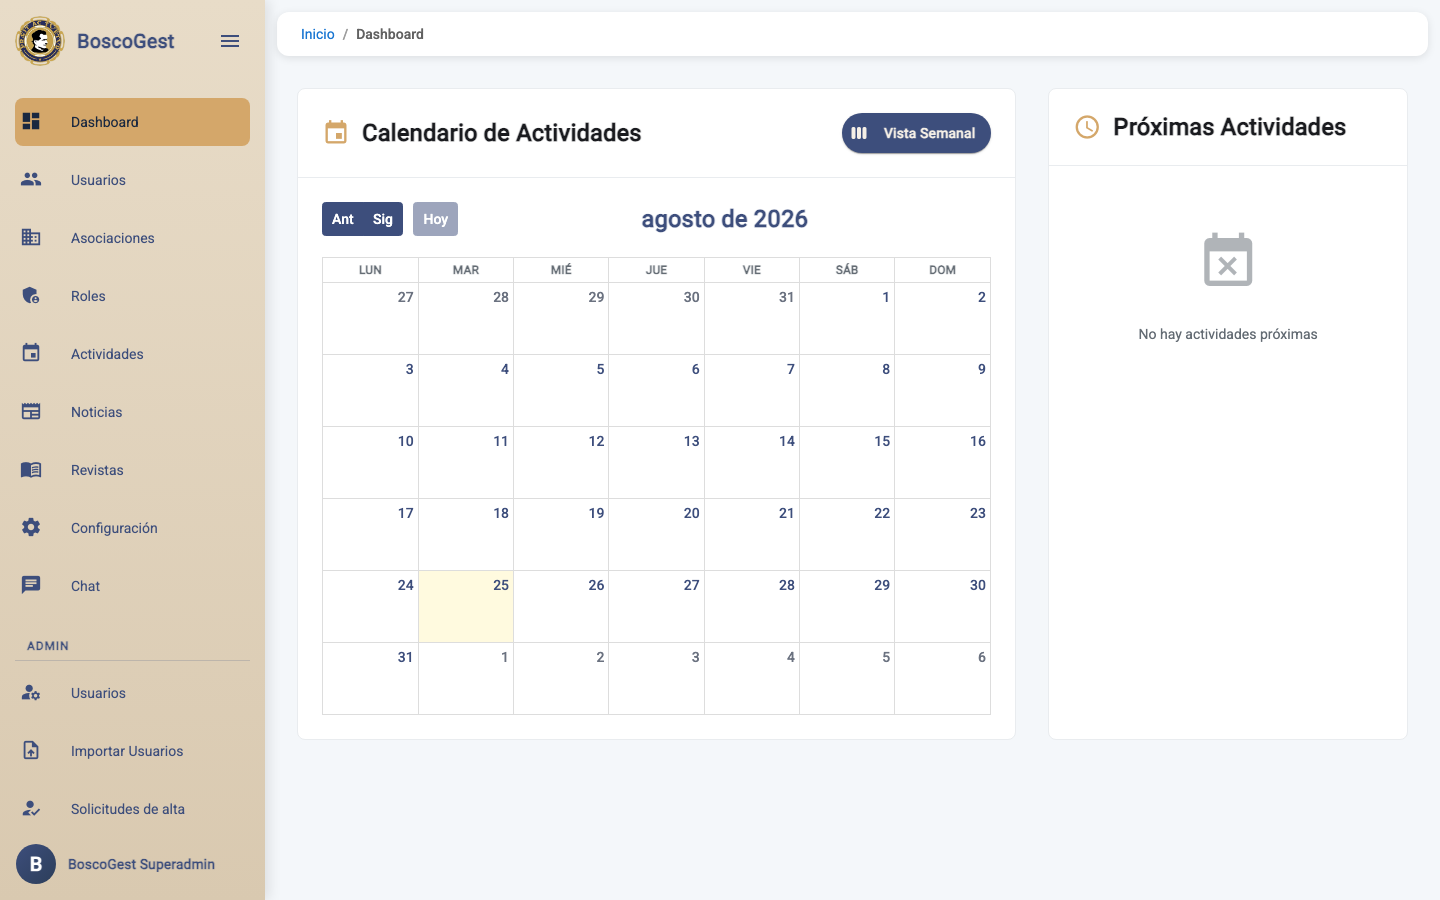 BoscoGest
Dashboard
Usuarios
Asociaciones
Roles
Actividades
Noticias
Revistas
Configuración
Chat
ADMIN
Usuarios
Importar Usuarios
Solicitudes de alta
B BoscoGest Superadmin
Inicio / Dashboard
Calendario de Actividades
Vista Semanal
Ant Sig Hoy
agosto de 2026
LUN MAR MIÉ JUE VIE SÁB DOM
27 28 29 30 31 1 2
3 4 5 6 7 8 9
10 11 12 13 14 15 16
17 18 19 20 21 22 23
24 25 26 27 28 29 30
31 1 2 3 4 5 6
Próximas Actividades
No hay actividades próximas